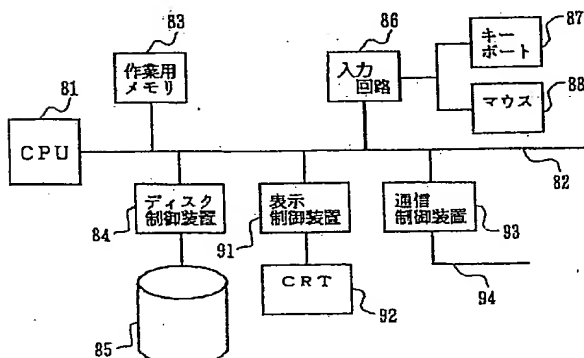 83
作業用
メモリ
86
入力
回路
キー
ボート
87
マウス
88
81
CPU
82
ディスク
制御装置
84
表示
制御装置
91
通信
制御装置
93
94
CRT
92
85